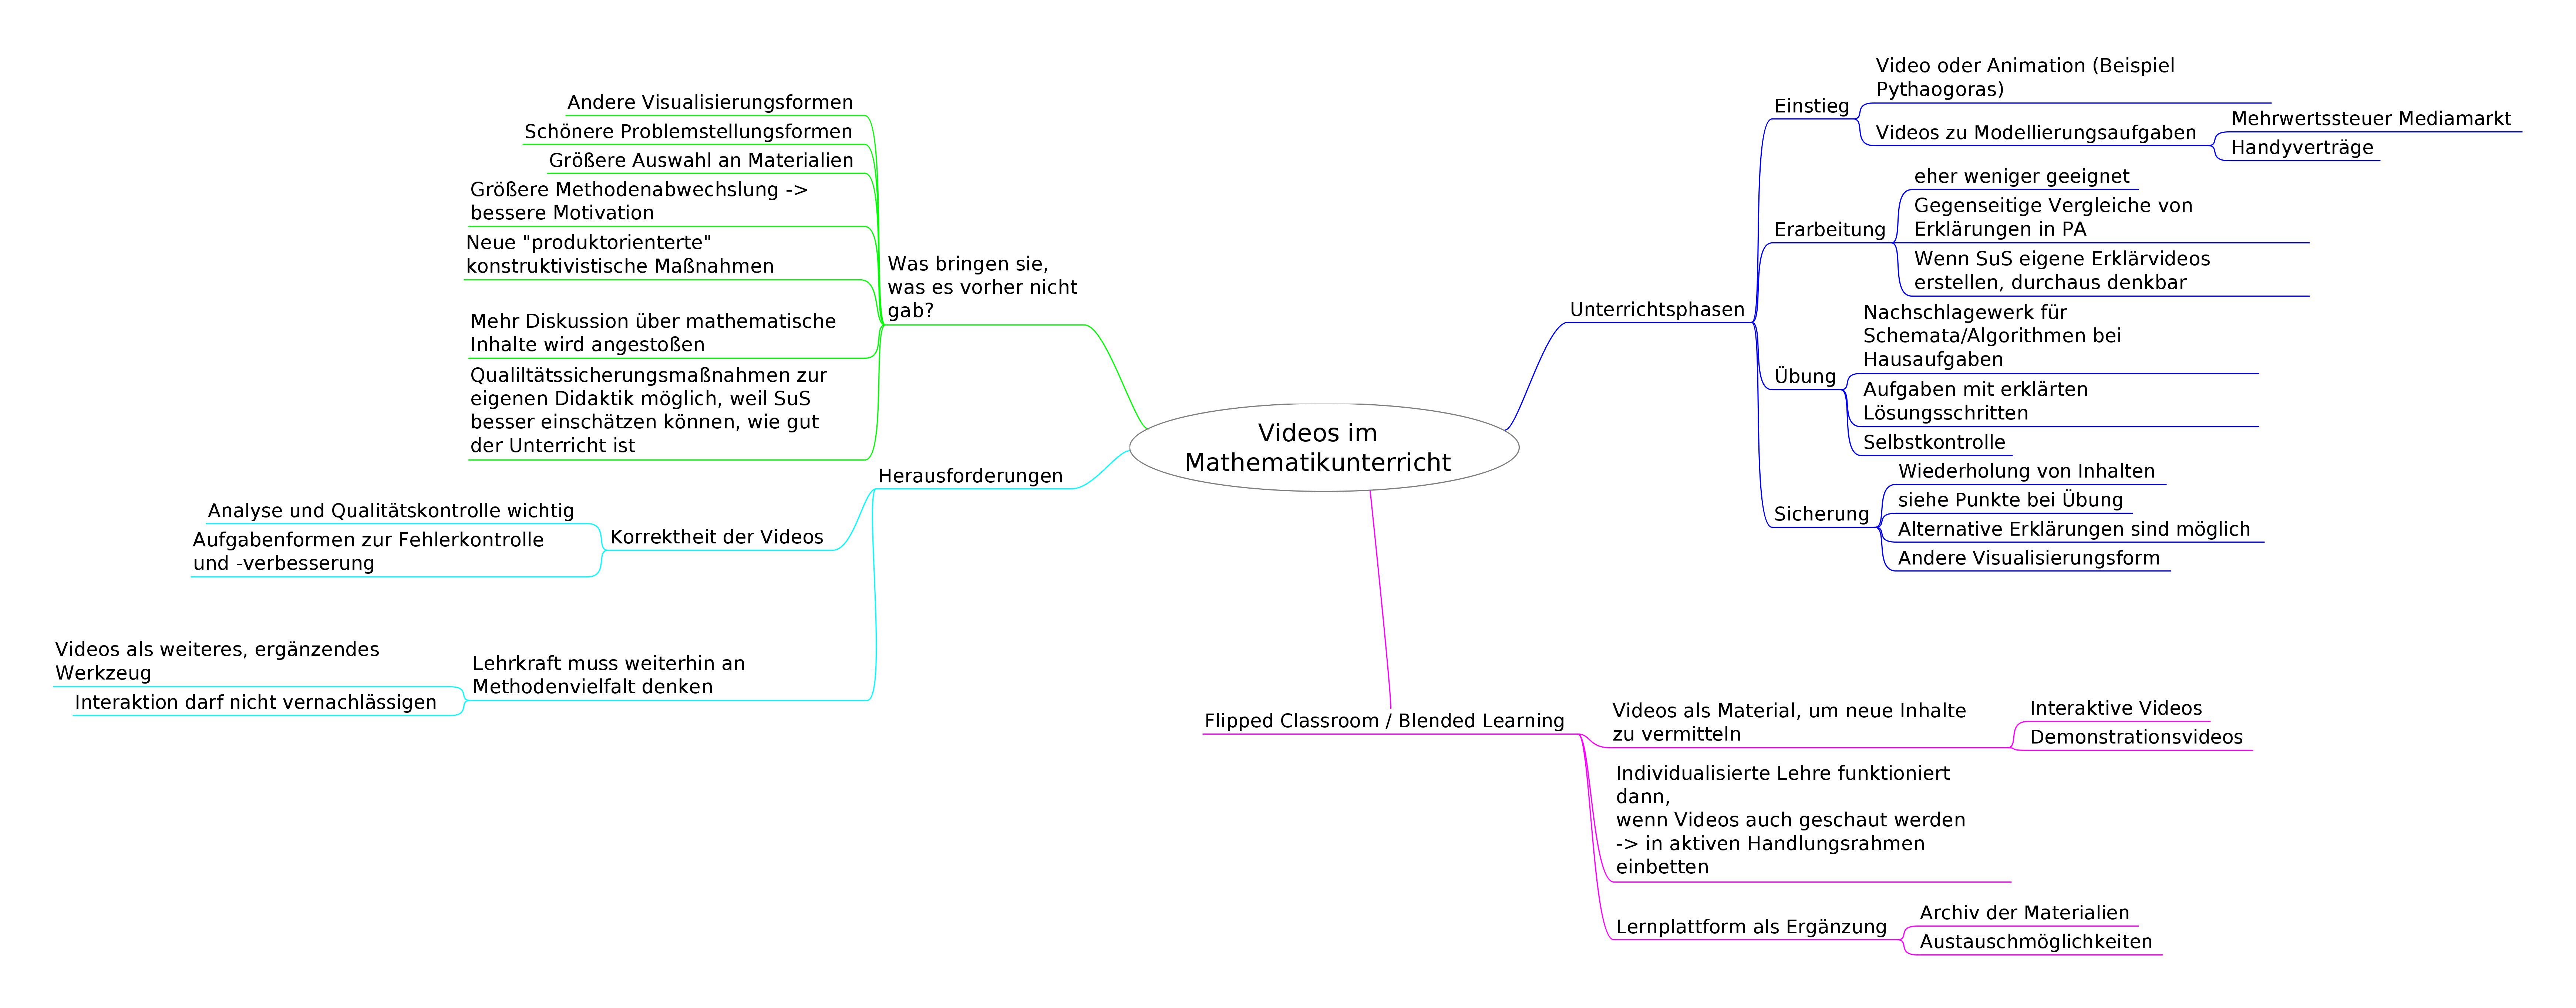 Videos im
Mathematikunterricht
Was bringen sie,
was es vorher nicht
gab?
Andere Visualisierungsformen
Schönere Problemstellungsformen
Größere Auswahl an Materialien
Größere Methodenabwechslung ->
bessere Motivation
Neue "produktorienterte"
konstruktivistische Maßnahmen
Mehr Diskussion über mathematische
Inhalte wird angestoßen
Qualiltätssicherungsmaßnahmen zur
eigenen Didaktik möglich, weil SuS
besser einschätzen können, wie gut
der Unterricht ist
Herausforderungen
Korrektheit der Videos
Analyse und Qualitätskontrolle wichtig
Aufgabenformen zur Fehlerkontrolle
und -verbesserung
Lehrkraft muss weiterhin an
Methodenvielfalt denken
Videos als weiteres, ergänzendes
Werkzeug
Interaktion darf nicht vernachlässigen
Unterrichtsphasen
Einstieg
Video oder Animation (Beispiel
Pythaogoras)
Videos zu Modellierungsaufgaben
Mehrwertssteuer Mediamarkt
Handyverträge
Erarbeitung
eher weniger geeignet
Gegenseitige Vergleiche von
Erklärungen in PA
Wenn SuS eigene Erklärvideos
erstellen, durchaus denkbar
Übung
Nachschlagewerk für
Schemata/Algorithmen bei
Hausaufgaben
Aufgaben mit erklärten
Lösungsschritten
Selbstkontrolle
Sicherung
Wiederholung von Inhalten
siehe Punkte bei Übung
Alternative Erklärungen sind möglich
Andere Visualisierungsform
Flipped Classroom / Blended Learning
Videos als Material, um neue Inhalte
zu vermitteln
Interaktive Videos
Demonstrationsvideos
Individualisierte Lehre funktioniert
dann,
wenn Videos auch geschaut werden
-> in aktiven Handlungsrahmen
einbetten
Lernplattform als Ergänzung
Archiv der Materialien
Austauschmöglichkeiten